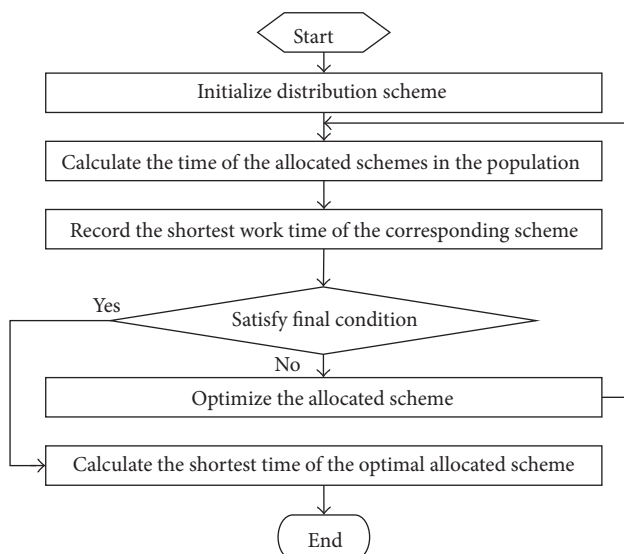 Start
Initialize distribution scheme
Calculate the time of the allocated schemes in the population
Record the shortest work time of the corresponding scheme
Yes
Satisfy final condition
No
Optimize the allocated scheme
Calculate the shortest time of the optimal allocated scheme
End